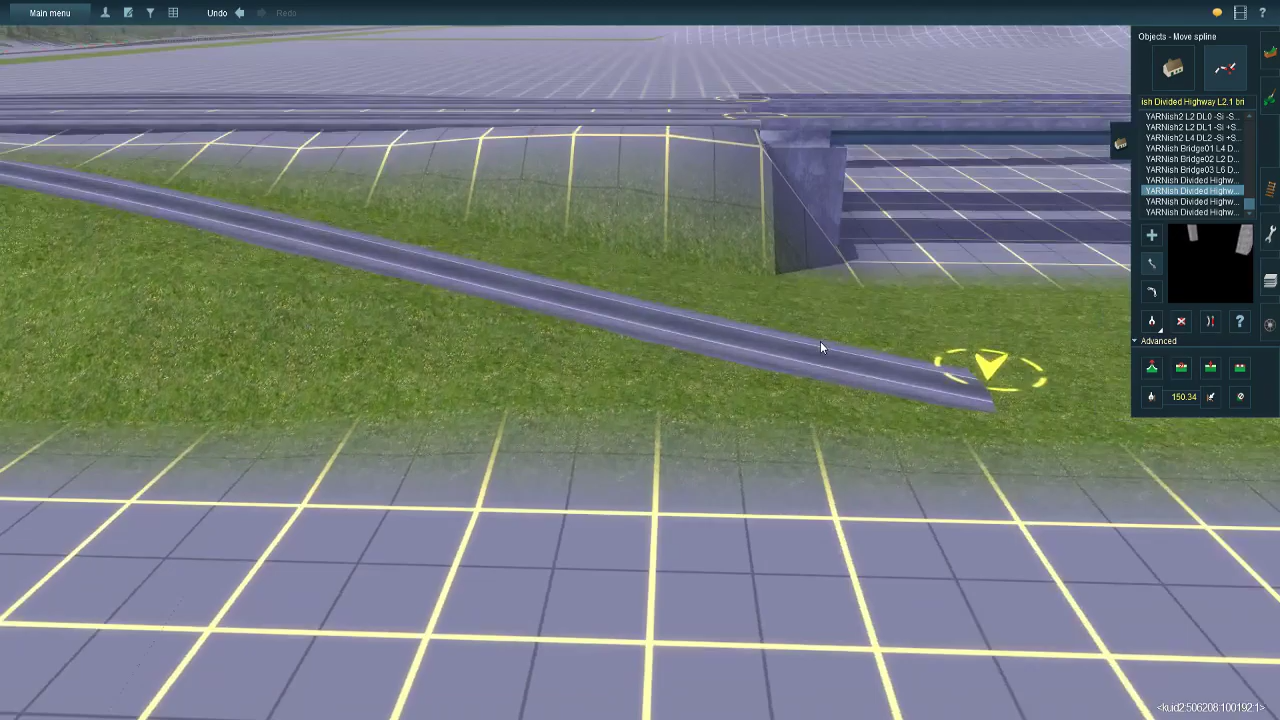 Main menu
Undo
Redo
?
Objects - Move spline
ish Divided Highway L2.1 bri
YARNish2 L2 DL0 -Si -S...
YARNish2 L2 DL1 -Si +S...
YARNish2 L4 DL2 -Si +S...
YARNish Bridge01 L4 D...
YARNish Bridge02 L2 D...
YARNish Bridge03 L6 D...
YARNish Divided Highw...
YARNish Divided Highw...
YARNish Divided Highw...
YARNish Divided Highw...
?
Advanced
150.34
<kuid2:506208:100192:1>